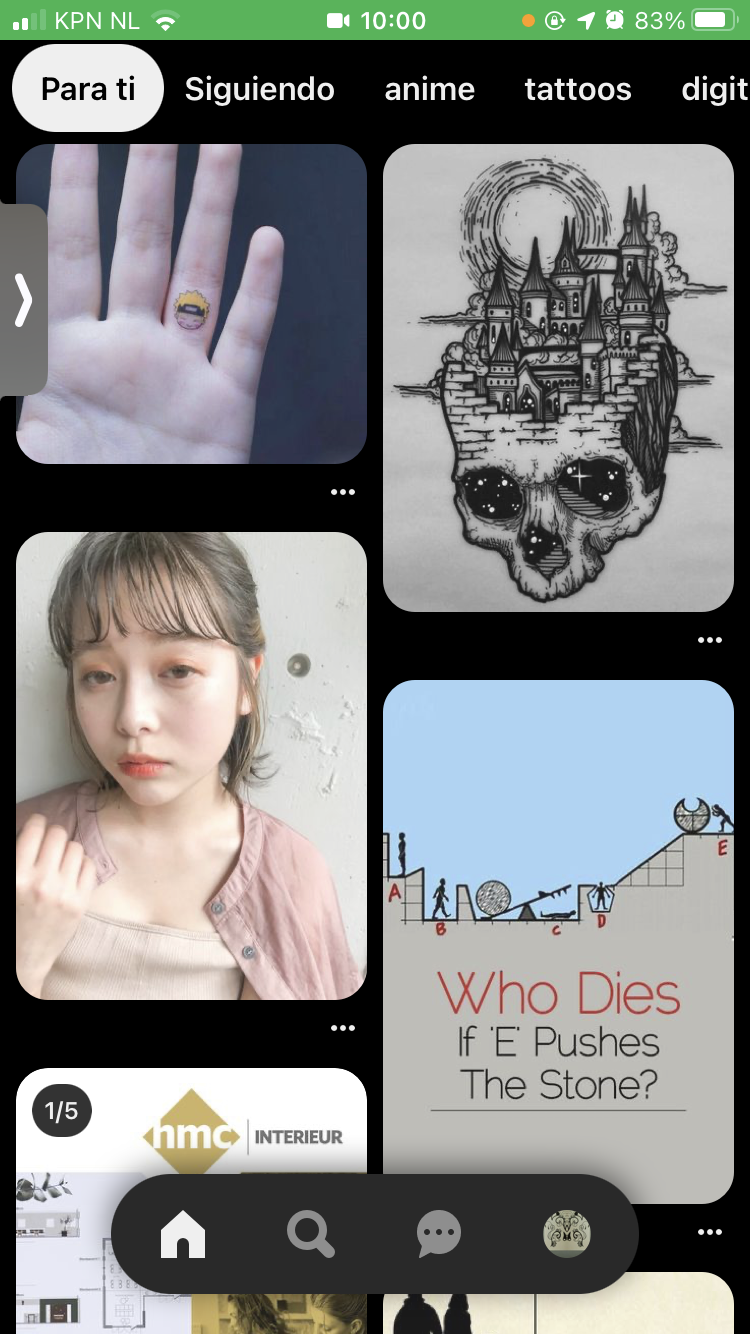 KPN NL
10:00
83%
Para ti
Siguiendo
anime
tattoos
digit
A
B
C
D
E
Who Dies
If 'E' Pushes
The Stone?
1/5
hmc
INTERIEUR